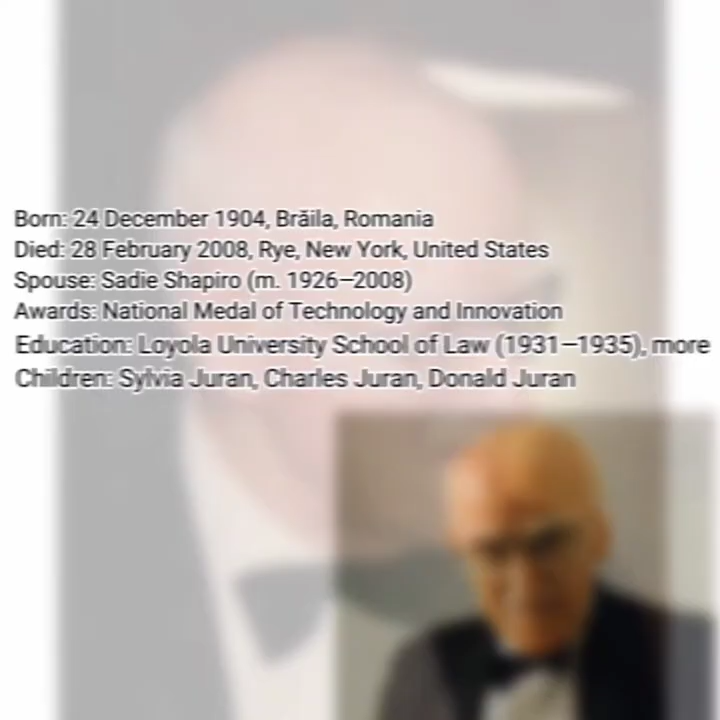 Born: 24 December 1904, Brăila, Romania
Died: 28 February 2008, Rye, New York, United States
Spouse: Sadie Shapiro (m. 1926–2008)
Awards: National Medal of Technology and Innovation
Education: Loyola University School of Law (1931–1935), more
Children: Sylvia Juran, Charles Juran, Donald Juran